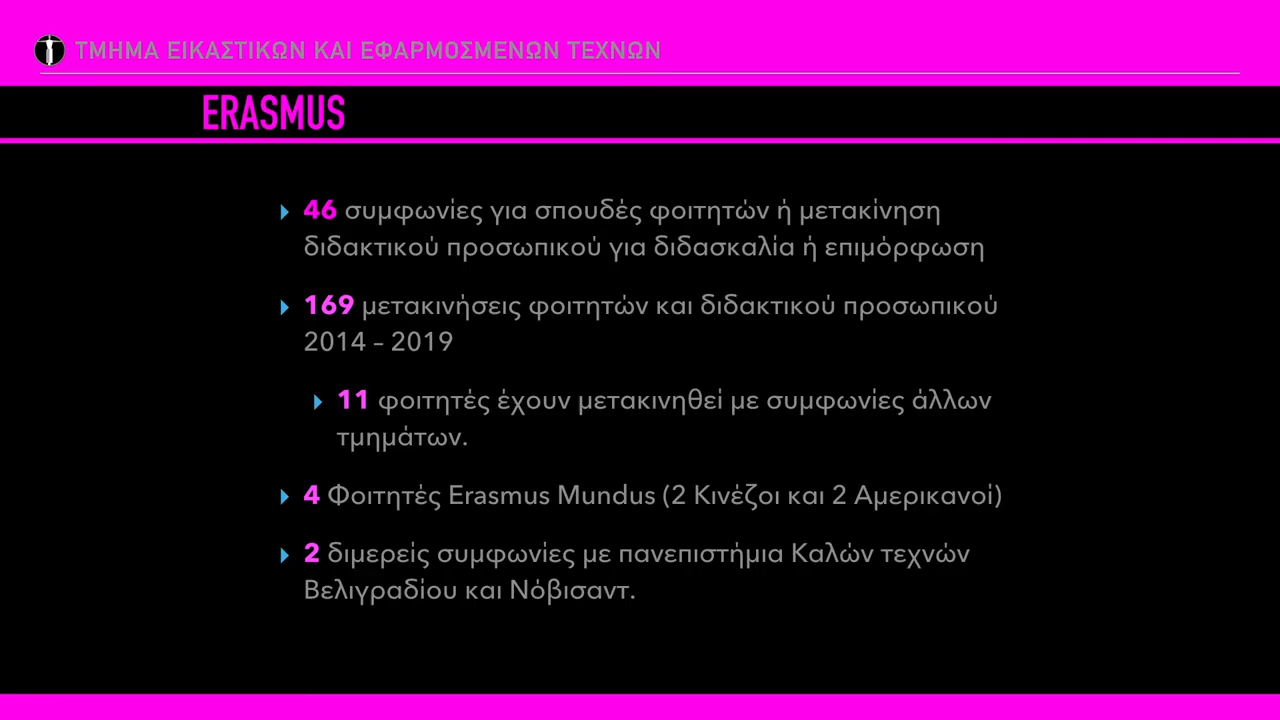 ΤΜΗΜΑ ΕΙΚΑΣΤΙΚΩΝ ΚΑΙ ΕΦΑΡΜΟΣΜΕΝΩΝ ΤΕΧΝΩΝ
ERASMUS
46 συμφωνίες για σπουδές φοιτητών ή μετακίνηση
διδακτικού προσωπικού για διδασκαλία ή επιμόρφωση
169 μετακινήσεις φοιτητών και διδακτικού προσωπικού
2014 – 2019
11 φοιτητές έχουν μετακινηθεί με συμφωνίες άλλων
τμημάτων.
4 Φοιτητές Erasmus Mundus (2 Κινέζοι και 2 Αμερικανοί)
2 διμερείς συμφωνίες με πανεπιστήμια Καλών τεχνών
Βελιγραδίου και Νόβισαντ.